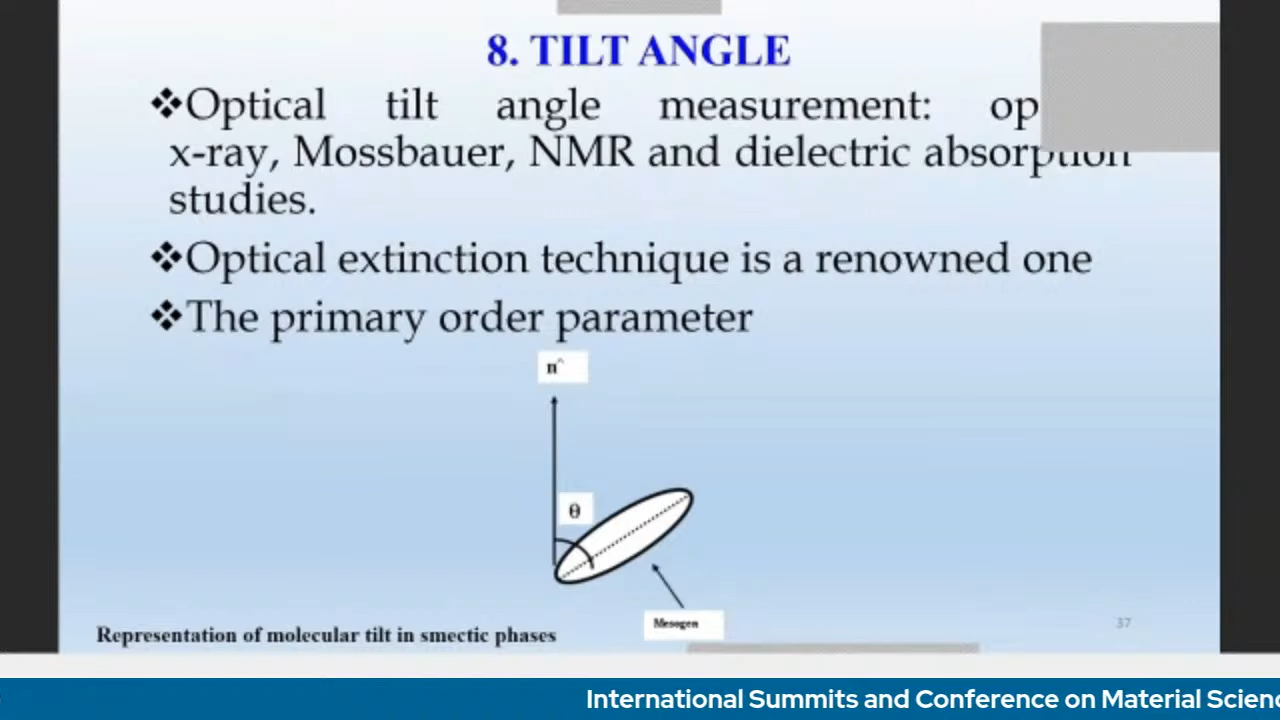 8. TILT ANGLE
❖Optical tilt angle measurement:
x-ray, Mossbauer, NMR and dielectric absorption
studies.
❖Optical extinction technique is a renowned one
❖The primary order parameter
n^
θ
Mesogen
Representation of molecular tilt in smectic phases
37
International Summits and Conference on Material